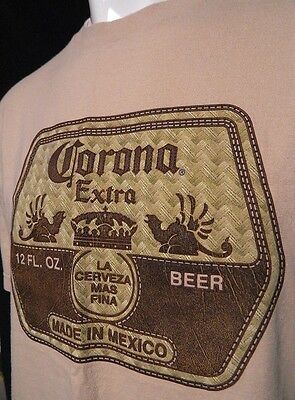 Corona®
Extra
12 FL. OZ.
LA
CERVEZA
MAS
FINA
BEER
MADE IN MEXICO